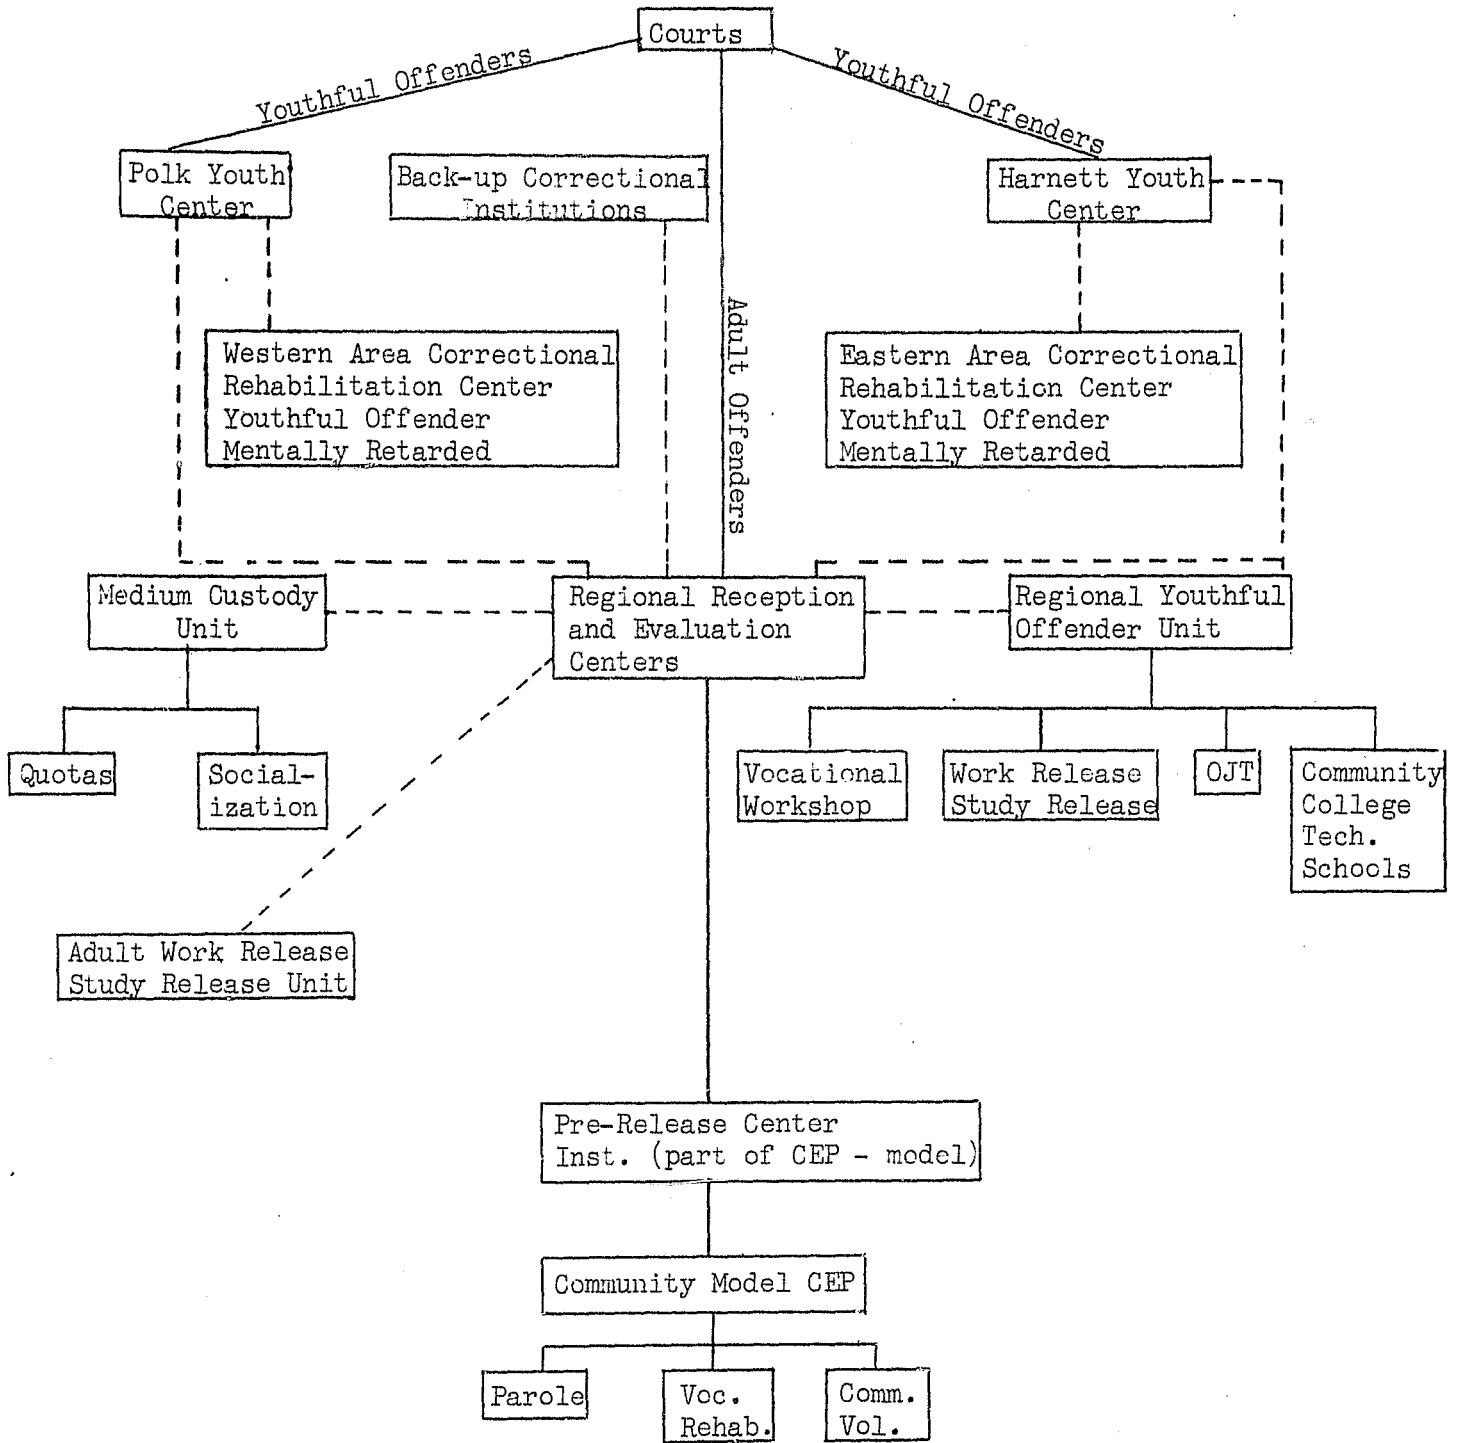 Courts
Youthful Offenders
Youthful Offenders
Polk Youth
Center
Back-up Correctional
Institutions
Harnett Youth
Center
Adult Offenders
Western Area Correctional
Rehabilitation Center
Youthful Offender
Mentally Retarded
Eastern Area Correctional
Rehabilitation Center
Youthful Offender
Mentally Retarded
Medium Custody
Unit
Regional Reception
and Evaluation
Centers
Regional Youthful
Offender Unit
Quotas
Social-
ization
Vocational
Workshop
Work Release
Study Release
OJT
Community
College
Tech.
Schools
Adult Work Release
Study Release Unit
Pre-Release Center
Inst. (part of CEP - model)
Community Model CEP
Parole
Voc.
Rehab.
Comm.
Vol.